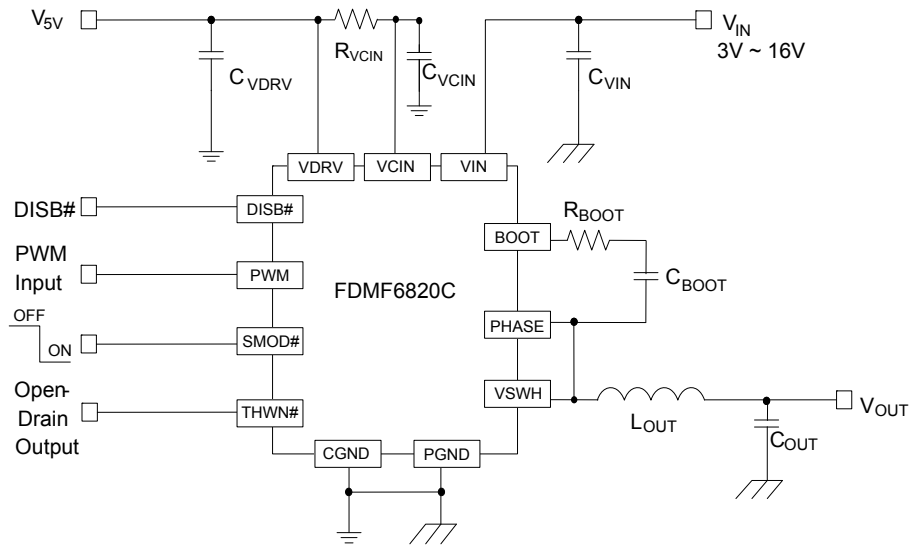 V5V
RVCIN
CVDRV
CVCIN
CVIN
VIN
3V ~ 16V
VDRV
VCIN
VIN
DISB#
DISB#
PWM
Input
PWM
OFF
ON
SMOD#
Open-
Drain
Output
THWN#
FDMF6820C
BOOT
RBOOT
CBOOT
PHASE
VSWH
LOUT
VOUT
COUT
CGND
PGND